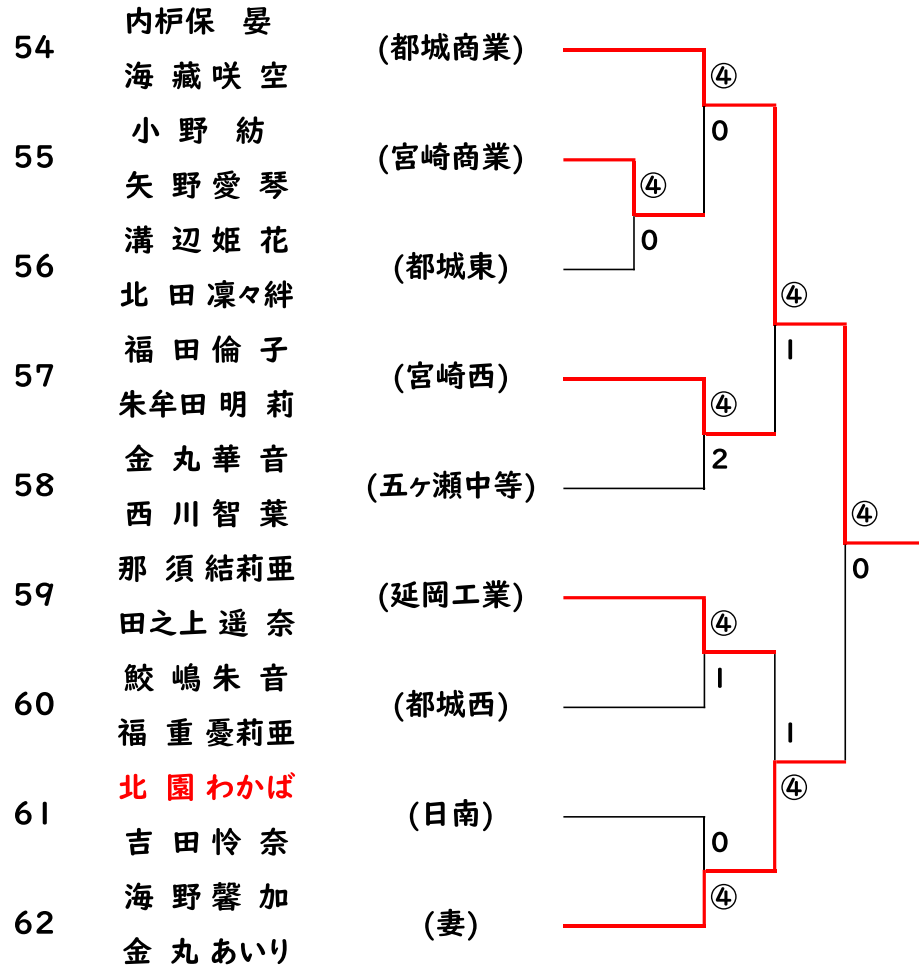 内枦保 晏
54 (都城商業)
海藏咲空
④
小野 紡
0
55 (宮崎商業)
矢野愛琴
④
溝辺姫花
0
56 (都城東)
北田凜々絆
④
福田倫子
1
57 (宮崎西)
朱牟田明莉
④
金丸華音
2
58 (五ヶ瀬中等)
西川智葉
④
那須結莉亜
0
59 (延岡工業)
田之上遥奈
④
鮫嶋朱音
1
60 (都城西)
福重憂莉亜
1
北園わかば
④
61 (日南)
吉田怜奈
0
海野馨加
④
62 (妻)
金丸あいり